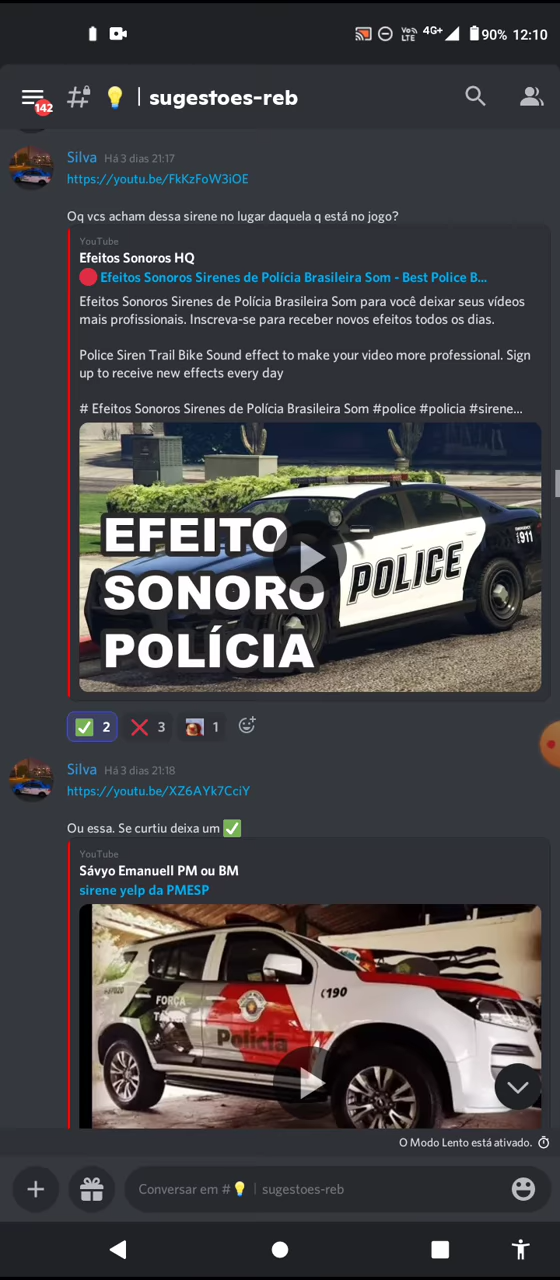 Vo))
LTE
4G+
90%
12:10
142
sugestoes-reb
Silva Há 3 dias 21:17
https://youtu.be/FkKzFoW3iOE
Oq vcs acham dessa sirene no lugar daquela q está no jogo?
YouTube
Efeitos Sonoros HQ
🔴 Efeitos Sonoros Sirenes de Polícia Brasileira Som - Best Police B...
Efeitos Sonoros Sirenes de Polícia Brasileira Som para você deixar seus vídeos
mais profissionais. Inscreva-se para receber novos efeitos todos os dias.
Police Siren Trail Bike Sound effect to make your video more professional. Sign
up to receive new effects every day
# Efeitos Sonoros Sirenes de Polícia Brasileira Som #police #policia #sirene...
EFEITO
SONORO
POLÍCIA
POLICE
911
✅ 2 ❌ 3 1
Silva Há 3 dias 21:18
https://youtu.be/XZ6AYk7CciY
Ou essa. Se curtiu deixa um ✅
YouTube
Sávyo Emanuell PM ou BM
sirene yelp da PMESP
190
FORÇA
Polícia
O Modo Lento está ativado.
Conversar em #💡 | sugestoes-reb